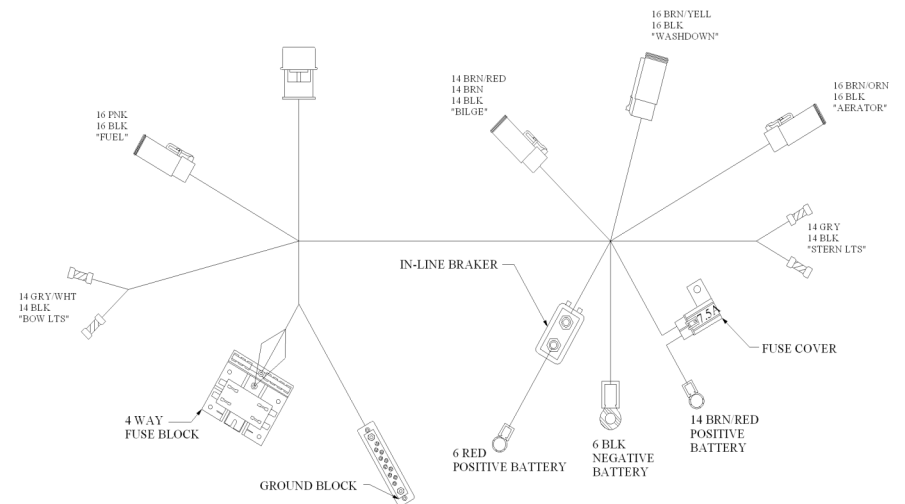 16 BRN/YELL
16 BLK
"WASHDOWN"
14 BRN/RED
14 BRN
14 BLK
"BILGE"
16 BRN/ORN
16 BLK
"AERATOR"
16 PNK
16 BLK
"FUEL"
14 GRY
14 BLK
"STERN LTS"
IN-LINE BRAKER
14 GRY/WHT
14 BLK
"BOW LTS"
7.5A
FUSE COVER
4 WAY
FUSE BLOCK
6 RED
POSITIVE BATTERY
6 BLK
NEGATIVE
BATTERY
14 BRN/RED
POSITIVE
BATTERY
GROUND BLOCK